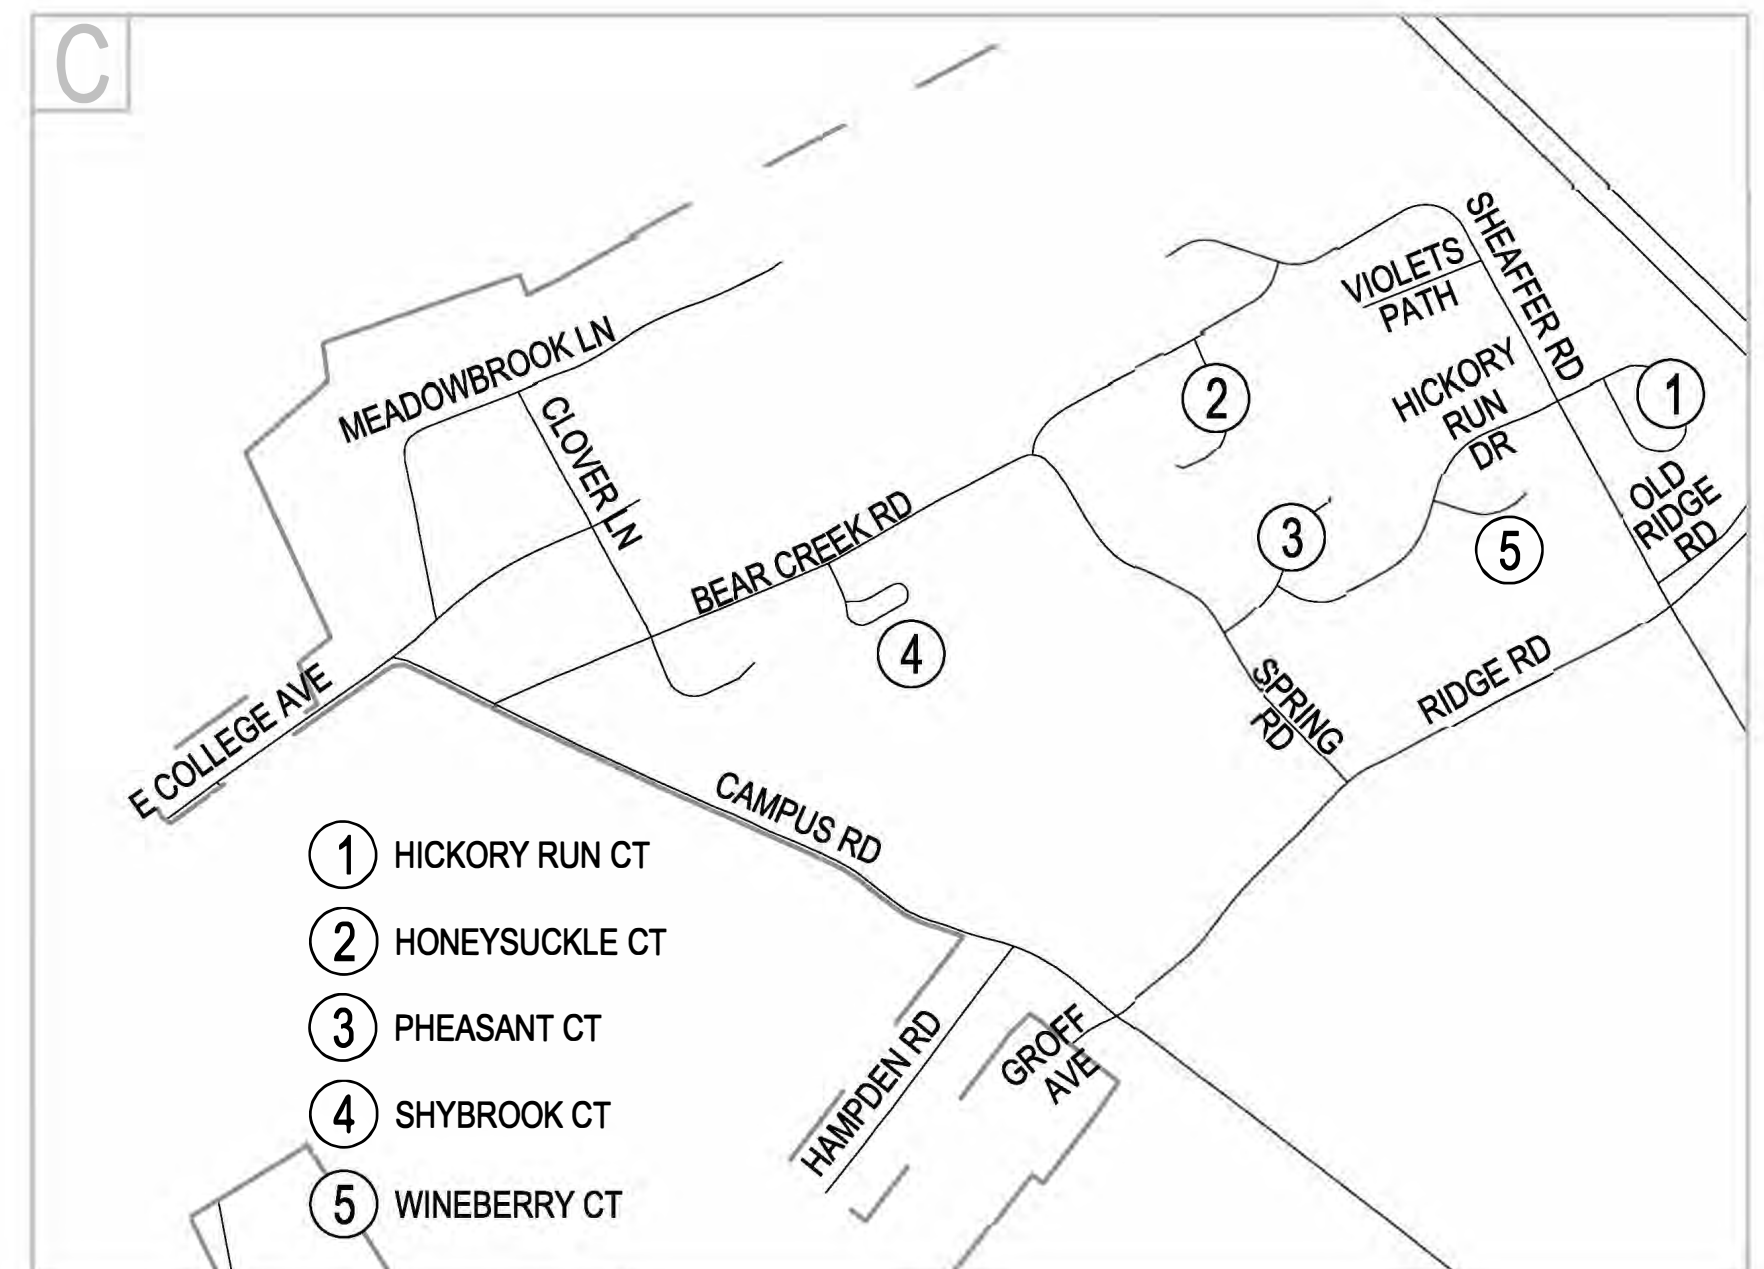 C
SHEAFFER RD
VIOLETS
PATH
MEADOWBROOK LN
HICKORY
RUN
DR
1
2
CLOVER LN
OLD
RIDGE
RD
BEAR CREEK RD
3
5
4
SPRING
RD
RIDGE RD
E COLLEGE AVE
CAMPUS RD
1 HICKORY RUN CT
2 HONEYSUCKLE CT
3 PHEASANT CT
4 SHYBROOK CT
5 WINEBERRY CT
HAMPDEN RD
GROFF
AVE